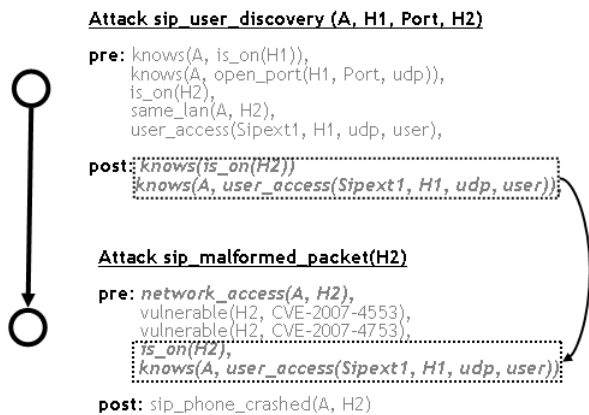 Attack sip_user_discovery (A, H1, Port, H2)
pre: knows(A, is_on(H1)),
knows(A, open_port(H1, Port, udp)),
is_on(H2),
same_lan(A, H2),
user_access(Sipext1, H1, udp, user),
post: knows(is_on(H2))
knows(A, user_access(Sipext1, H1, udp, user))
Attack sip_malformed_packet(H2)
pre: network_access(A, H2),
vulnerable(H2, CVE-2007-4553),
vulnerable(H2, CVE-2007-4753),
is_on(H2),
knows(A, user_access(Sipext1, H1, udp, user))
post: sip_phone_crashed(A, H2)